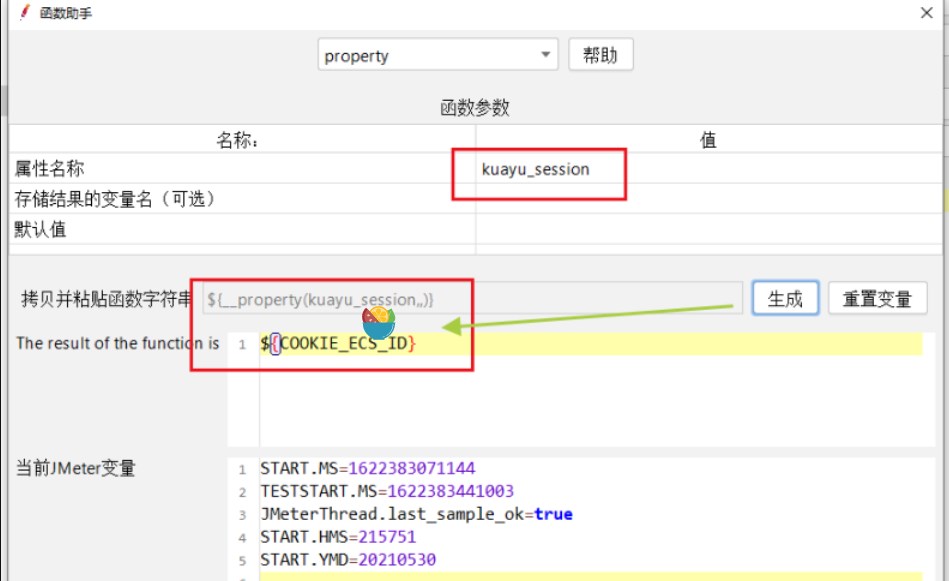 函数助手
property 帮助
函数参数
名称： 值
属性名称 kuayu_session
存储结果的变量名（可选）
默认值
拷贝并粘贴函数字符串 ${__property(kuayu_session,,)} 生成 重置变量
The result of the function is 1 ${COOKIE_ECS_ID}
当前JMeter变量 1 START.MS=1622383071144
2 TESTSTART.MS=1622383441003
3 JMeterThread.last_sample_ok=true
4 START.HMS=215751
5 START.YMD=20210530